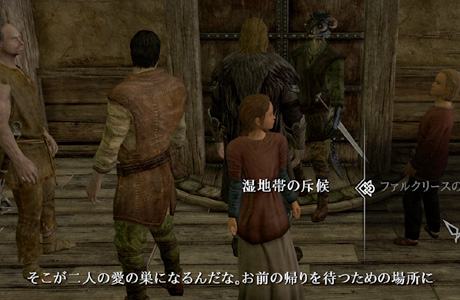 湿地帯の斥候
ファルクリースの
そこが二人の愛の巣になるんだな。お前の帰りを待つための場所に